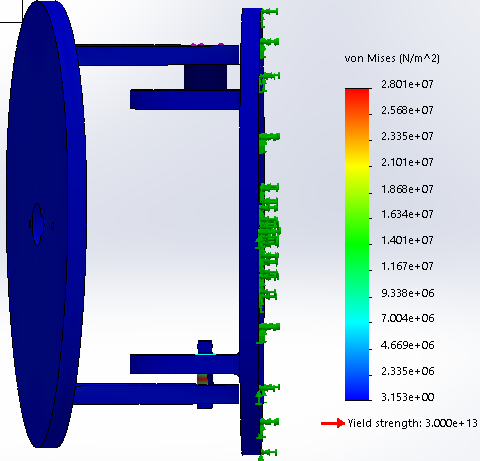 von Mises (N/m^2)
2.801e+07
2.568e+07
2.335e+07
2.101e+07
1.868e+07
1.634e+07
1.401e+07
1.167e+07
9.338e+06
7.004e+06
4.669e+06
2.335e+06
3.153e+00
Yield strength: 3.000e+13